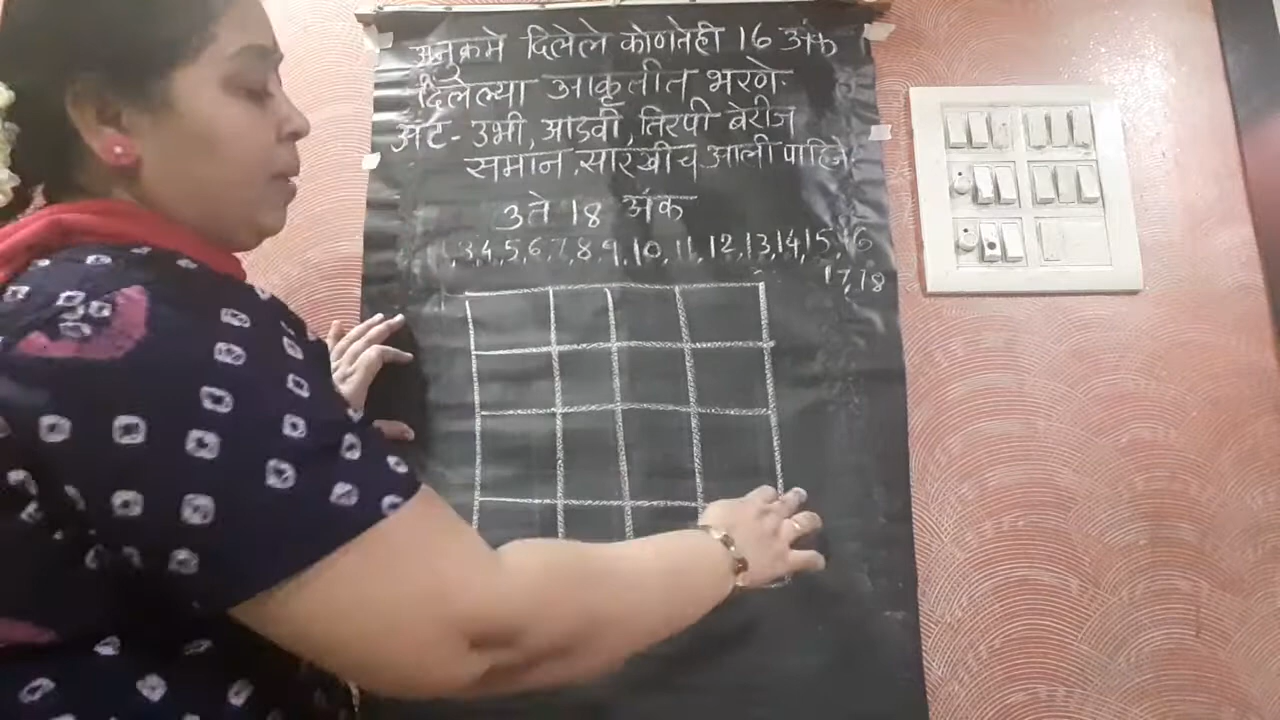 अनुक्रमे दिलेले कोणतेही 16 अंक
दिलेल्या आकृतीत भरणे
अट - उभी, आडवी, तिरपी बेरीज
समान, सारखीच आली पाहिजे
3 ते 18 अंक
3, 4, 5, 6, 7, 8, 9, 10, 11, 12, 13, 14, 15, 16
17, 18